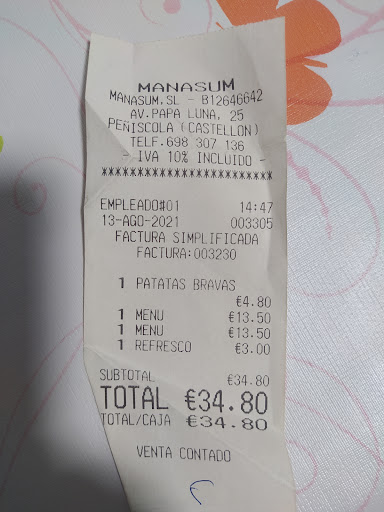 MANASUM
MANASUM,SL - B12646642
AV.PAPA LUNA, 25
PEÑISCOLA (CASTELLON)
TELF.698 307 136
- IVA 10% INCLUIDO -
*************************
EMPLEADO#01 14:47
13-AGO-2021 003305
FACTURA SIMPLIFICADA
FACTURA:003230
1 PATATAS BRAVAS
€4.80
1 MENU €13.50
1 MENU €13.50
1 REFRESCO €3.00
SUBTOTAL €34.80
TOTAL €34.80
TOTAL/CAJA €34.80
VENTA CONTADO